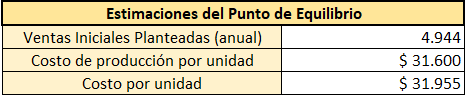 Estimaciones del Punto de Equilibrio
Ventas Iniciales Planteadas (anual) 4.944
Costo de producción por unidad $ 31.600
Costo por unidad $ 31.955